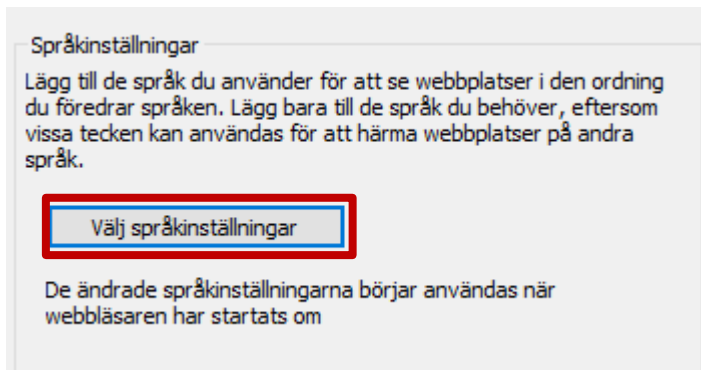 Språkinställningar
Lägg till de språk du använder för att se webbplatser i den ordning
du föredrar språken. Lägg bara till de språk du behöver, eftersom
vissa tecken kan användas för att härma webbplatser på andra
språk.
Välj språkinställningar
De ändrade språkinställningarna börjar användas när
webbläsaren har startats om